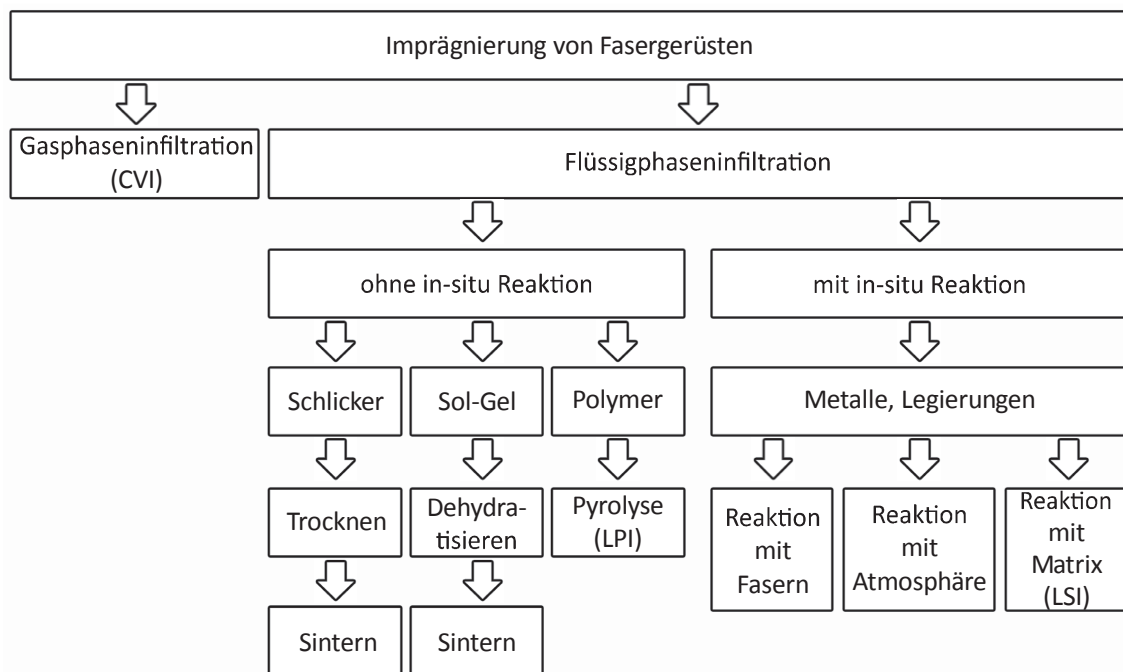 Imprägnierung von Fasergerüsten
Gasphaseninfiltration
(CVI)
Flüssigphaseninfiltration
ohne in-situ Reaktion
mit in-situ Reaktion
Schlicker
Sol-Gel
Polymer
Metalle, Legierungen
Trocknen
Dehydra-
tisieren
Pyrolyse
(LPI)
Reaktion
mit
Fasern
Reaktion
mit
Atmosphäre
Reaktion
mit
Matrix
(LSI)
Sintern
Sintern